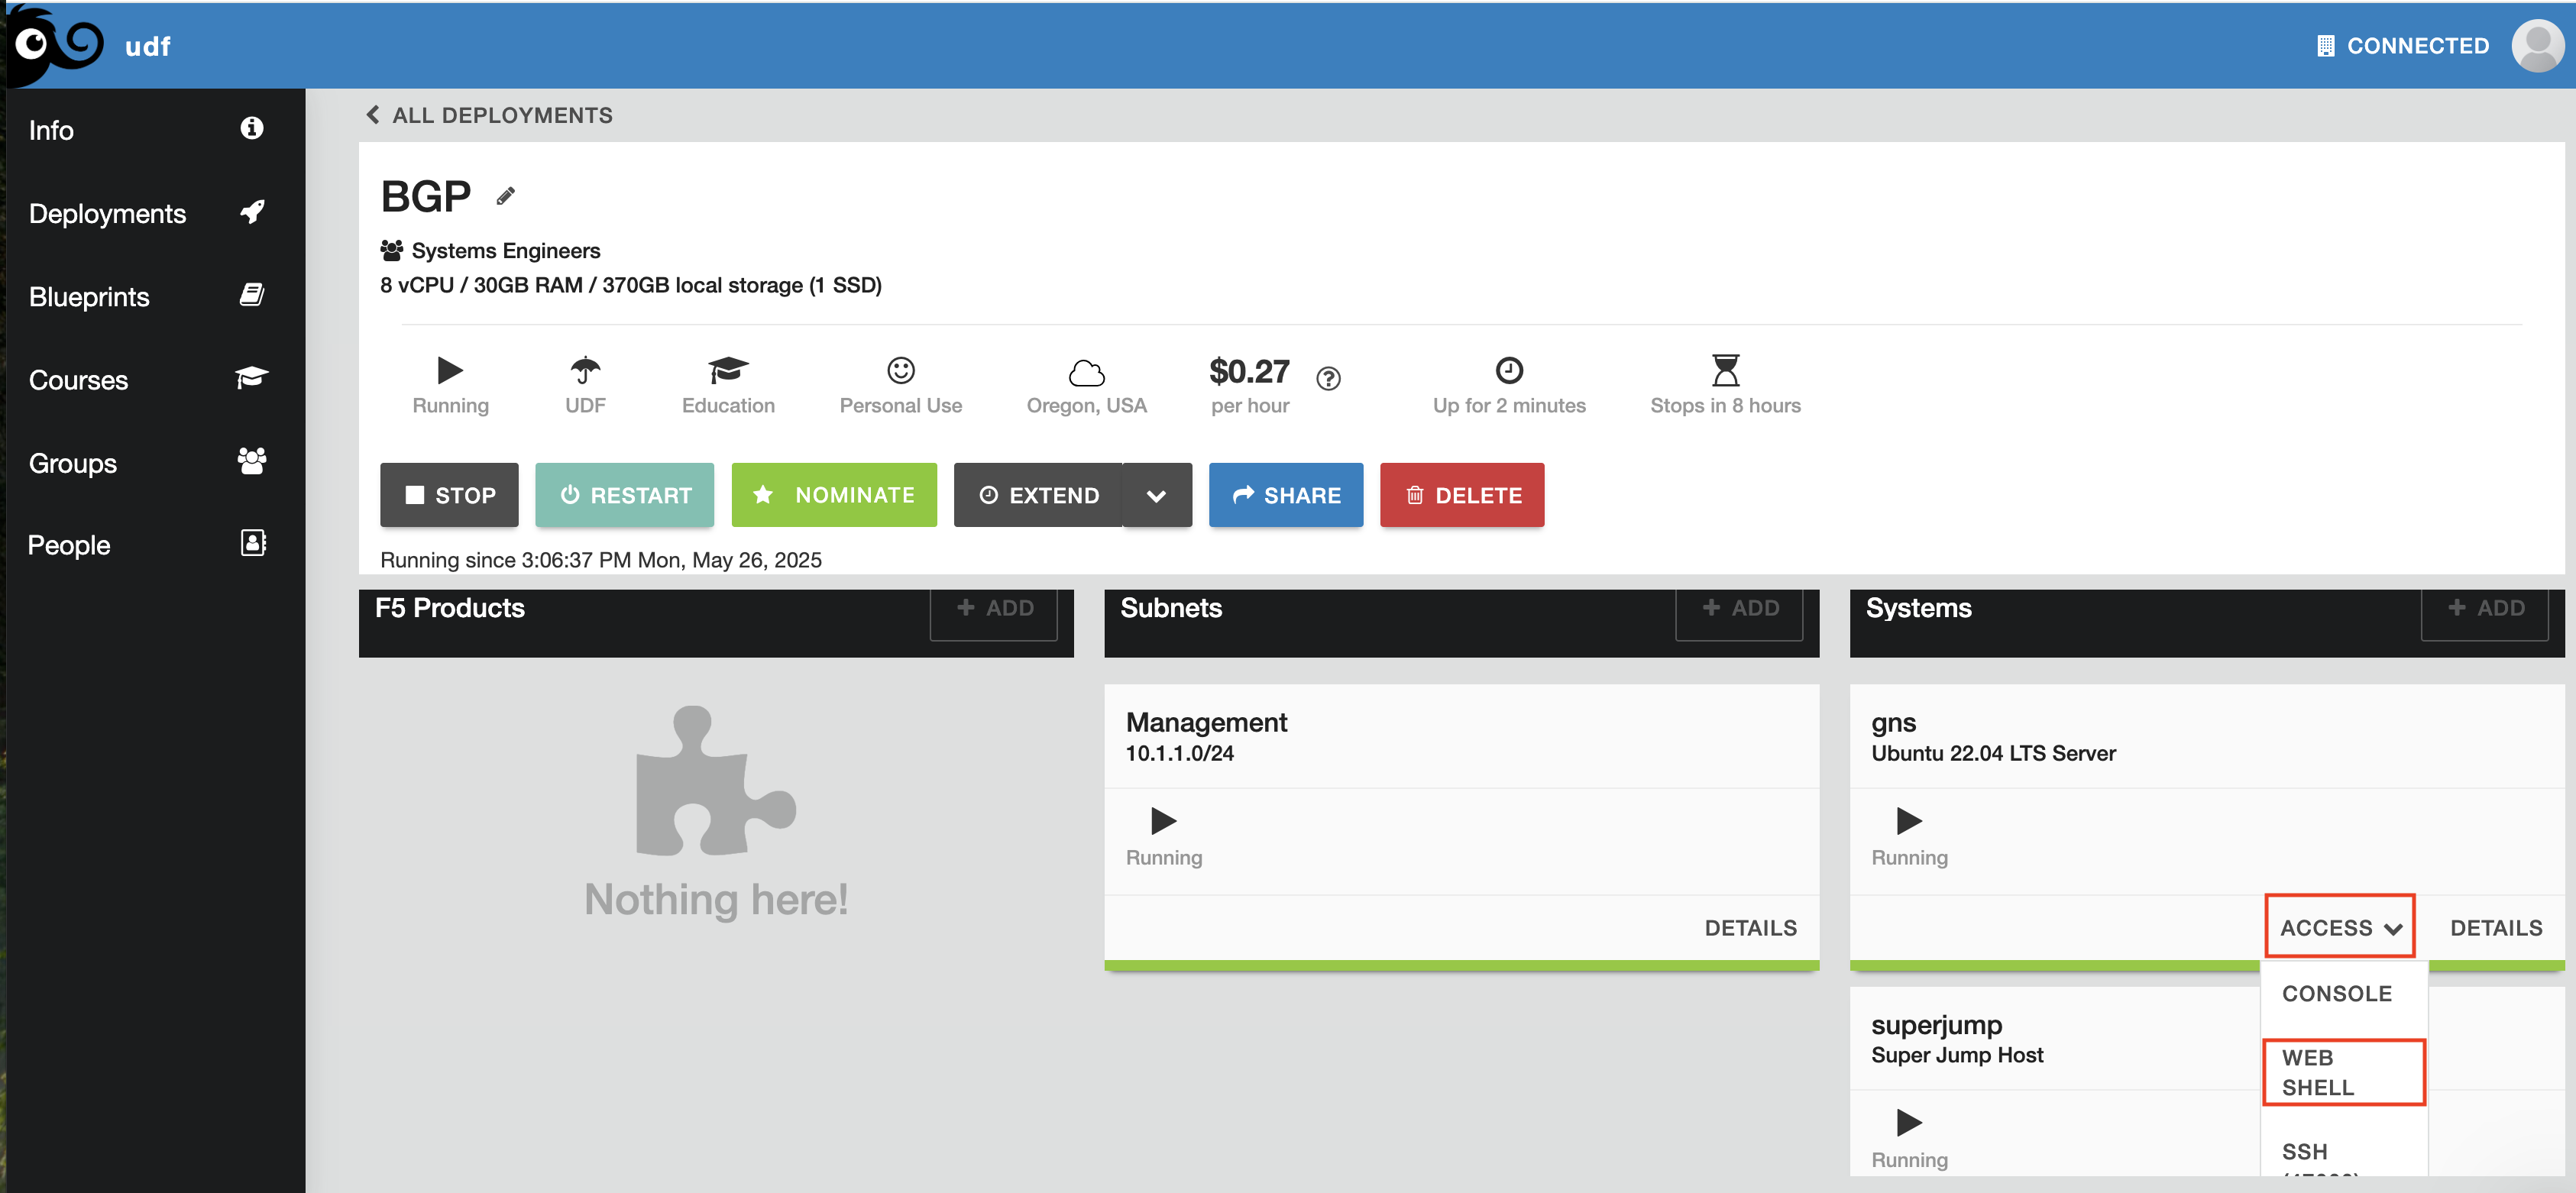 udf
CONNECTED
Info
Deployments
Blueprints
Courses
Groups
People
ALL DEPLOYMENTS
BGP
Systems Engineers
8 vCPU / 30GB RAM / 370GB local storage (1 SSD)
Running
UDF
Education
Personal Use
Oregon, USA
$0.27
per hour
Up for 2 minutes
Stops in 8 hours
STOP
RESTART
NOMINATE
EXTEND
SHARE
DELETE
Running since 3:06:37 PM Mon, May 26, 2025
F5 Products
+ ADD
Nothing here!
Subnets
+ ADD
Management
10.1.1.0/24
Running
DETAILS
Systems
+ ADD
gns
Ubuntu 22.04 LTS Server
Running
ACCESS
DETAILS
CONSOLE
WEB
SHELL
SSH
superjump
Super Jump Host
Running